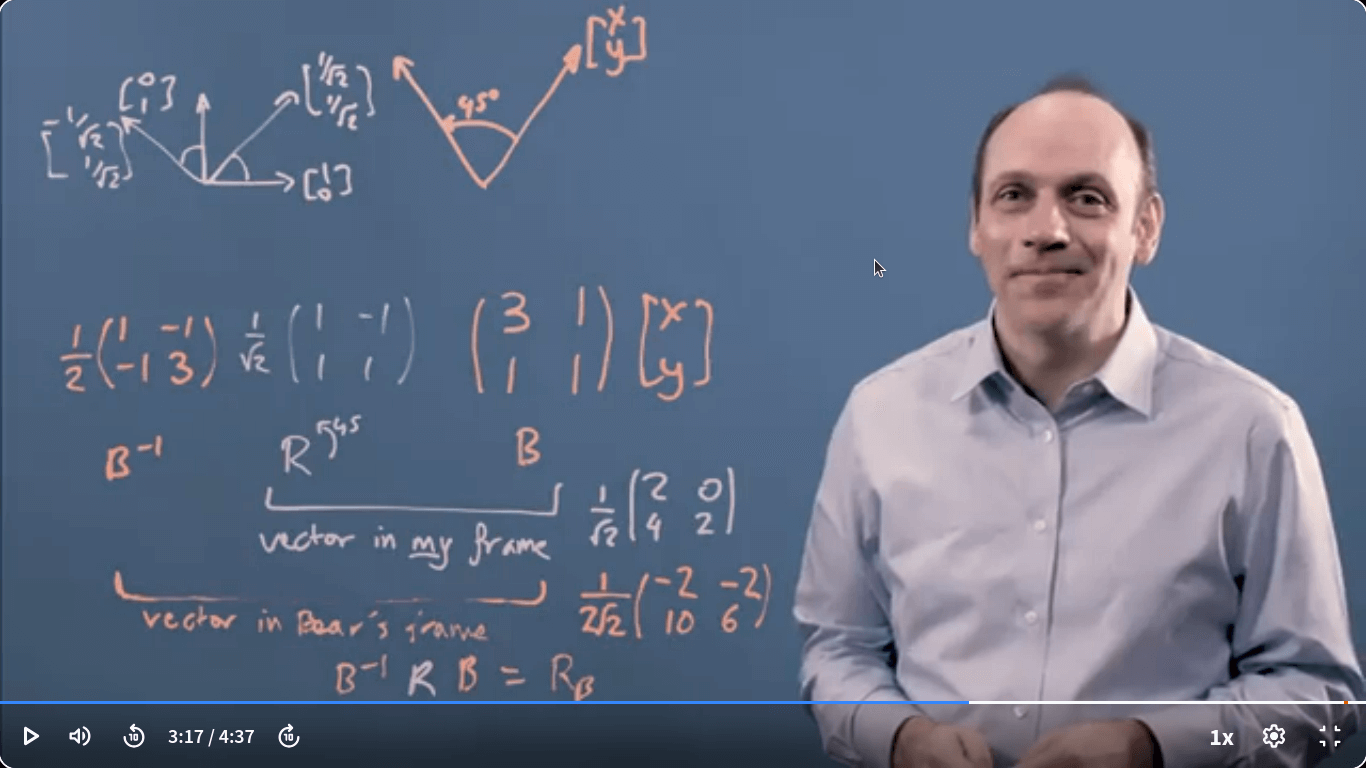 [0 1] [1/√2 1/√2] [x y]
[-1/√2 1/√2] 45°
[1 0]
1/2 (1 -1 -1 3) 1/√2 (1 -1 1 1) (3 1 1 1) [x y]
B⁻¹ R 45 B
1/√2 (2 0 4 2)
vector in my frame
1/2√2 (-2 -2 10 6)
vector in Bear's frame
B⁻¹ R B = R_B
10 3:17 / 4:37 10 1x